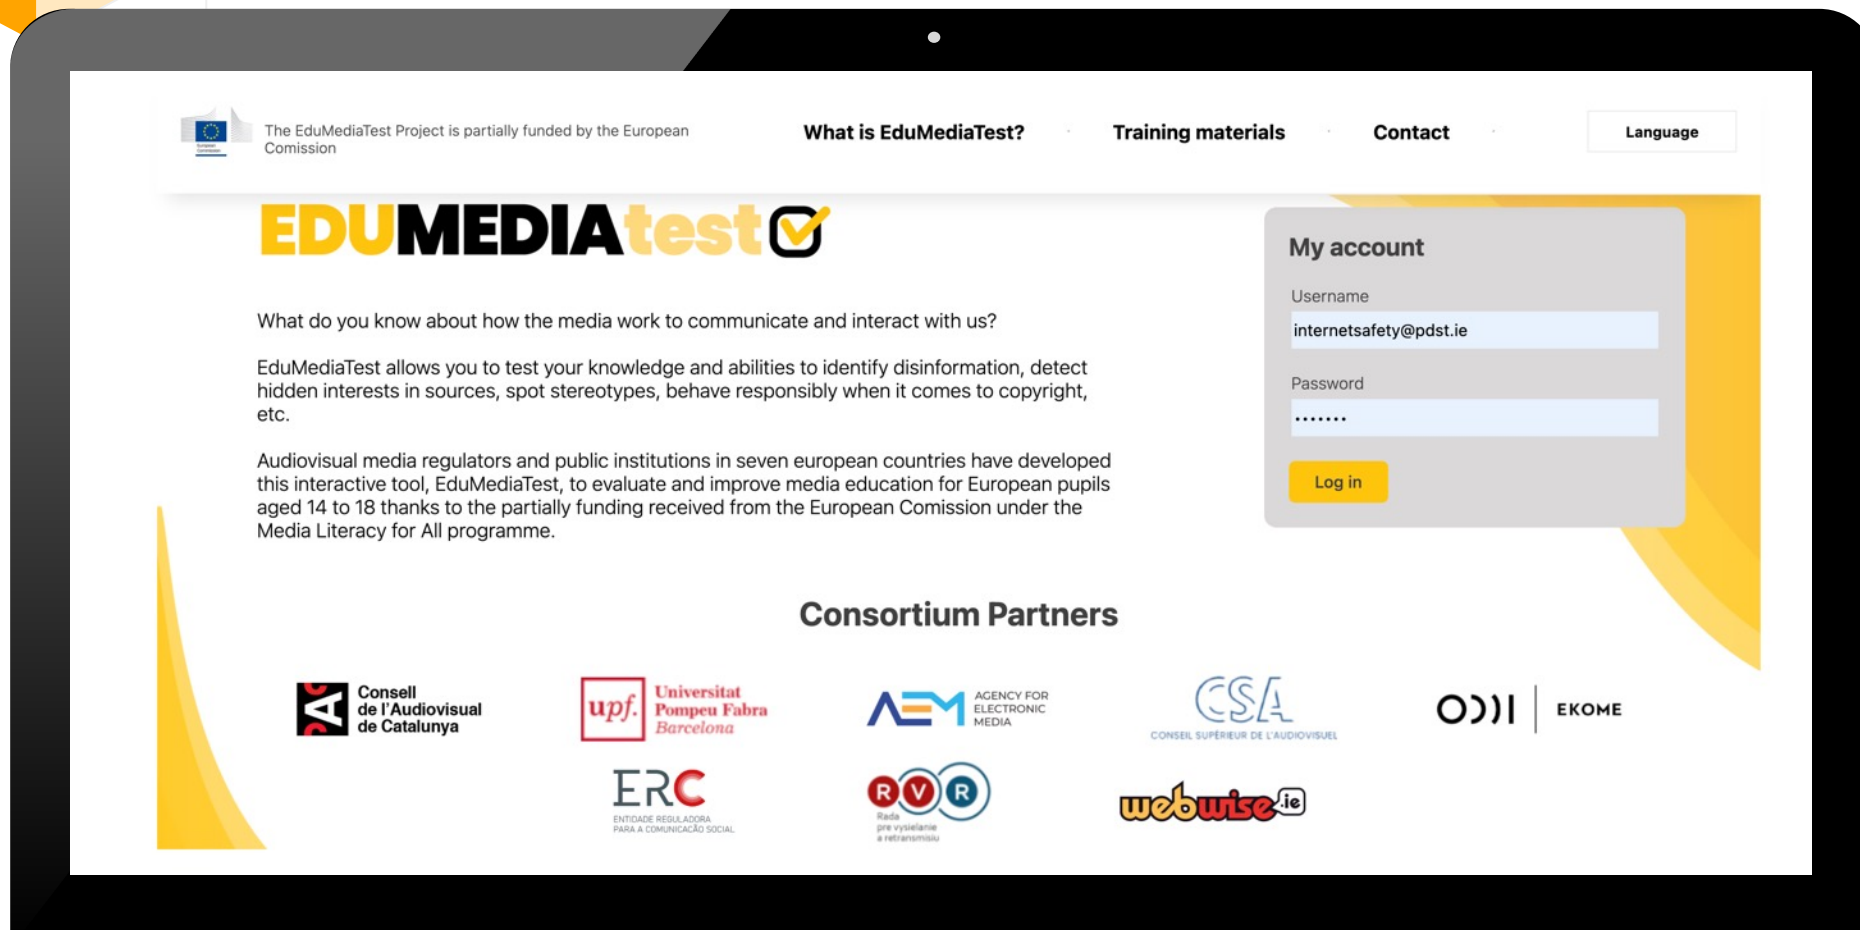 The EduMediaTest Project is partially funded by the European
Comission
What is EduMediaTest?
Training materials
Contact
Language
European
Commission
EDUMEDIAtest
What do you know about how the media work to communicate and interact with us?
EduMediaTest allows you to test your knowledge and abilities to identify disinformation, detect
hidden interests in sources, spot stereotypes, behave responsibly when it comes to copyright,
etc.
Audiovisual media regulators and public institutions in seven european countries have developed
this interactive tool, EduMediaTest, to evaluate and improve media education for European pupils
aged 14 to 18 thanks to the partially funding received from the European Comission under the
Media Literacy for All programme.
My account
Username
internetsafety@pdst.ie
Password
•••••••
Log in
Consortium Partners
CAC
Consell
de l'Audiovisual
de Catalunya
upf.
Universitat
Pompeu Fabra
Barcelona
AEM
AGENCY FOR
ELECTRONIC
MEDIA
CSA
CONSEIL SUPÉRIEUR DE L'AUDIOVISUEL
EKOME
ERC
ENTIDADE REGULADORA
PARA A COMUNICAÇÃO SOCIAL
RVR
Rada
pre vysielanie
a retransmisiu
webwise.ie